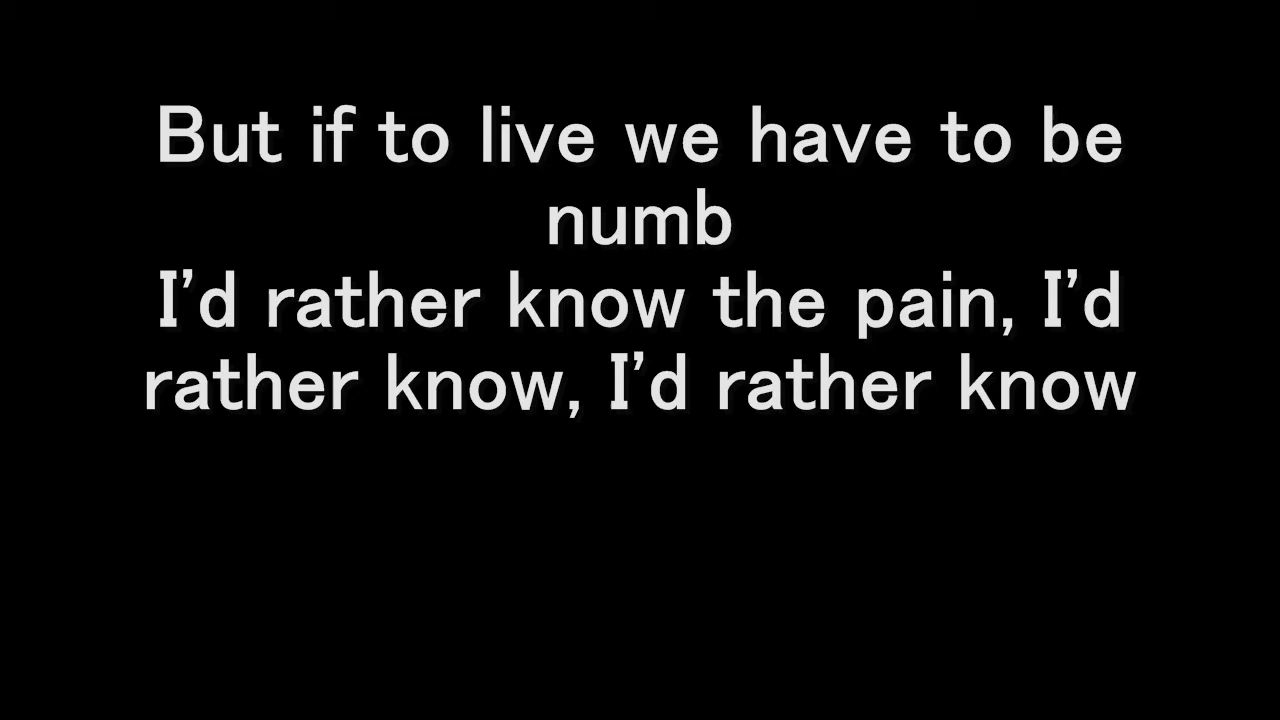 But if to live we have to be
numb
I’d rather know the pain, I’d
rather know, I’d rather know